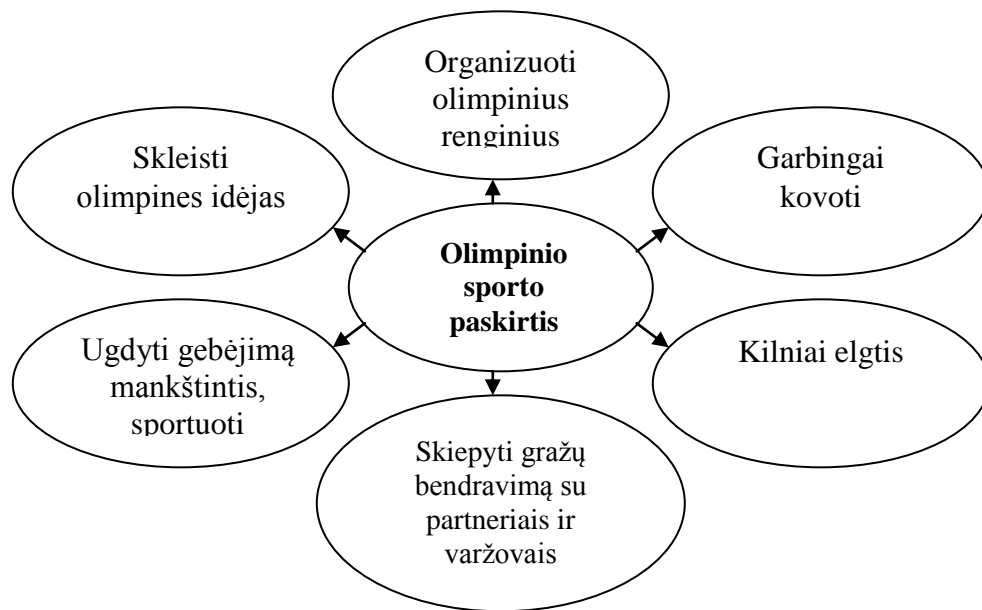 Organizuoti
olimpinius
renginius
Skleisti
olimpines idėjas
Garbingai
kovoti
Olimpinio
sporto
paskirtis
Ugdyti gebėjimą
mankštintis,
sportuoti
Kilniai elgtis
Skiepyti gražų
bendravimą su
partneriais ir
varžovais